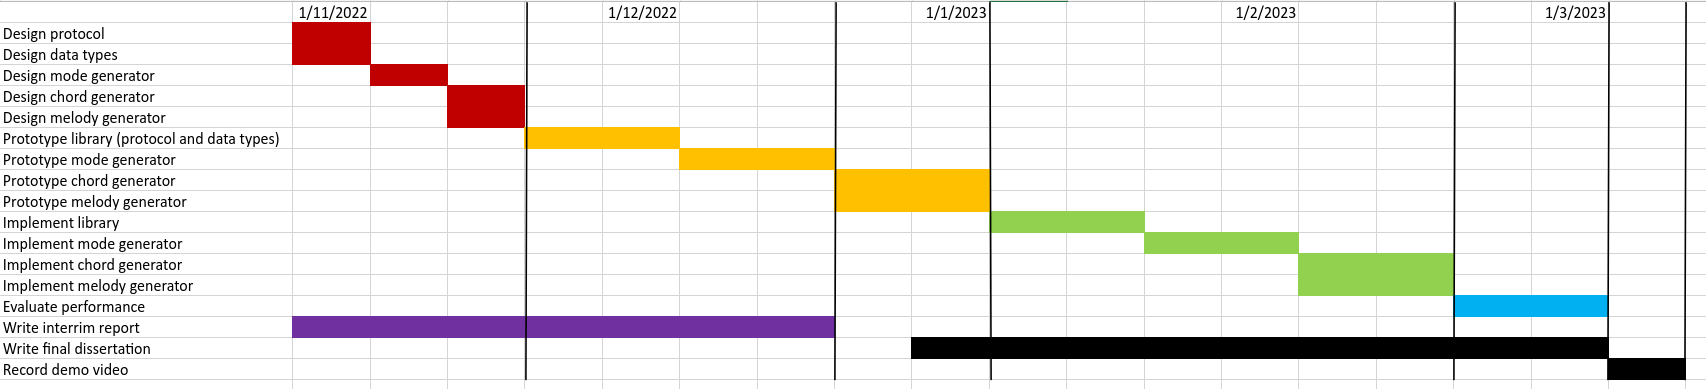 1/11/2022 1/12/2022 1/1/2023 1/2/2023 1/3/2023
Design protocol
Design data types
Design mode generator
Design chord generator
Design melody generator
Prototype library (protocol and data types)
Prototype mode generator
Prototype chord generator
Prototype melody generator
Implement library
Implement mode generator
Implement chord generator
Implement melody generator
Evaluate performance
Write interrim report
Write final dissertation
Record demo video